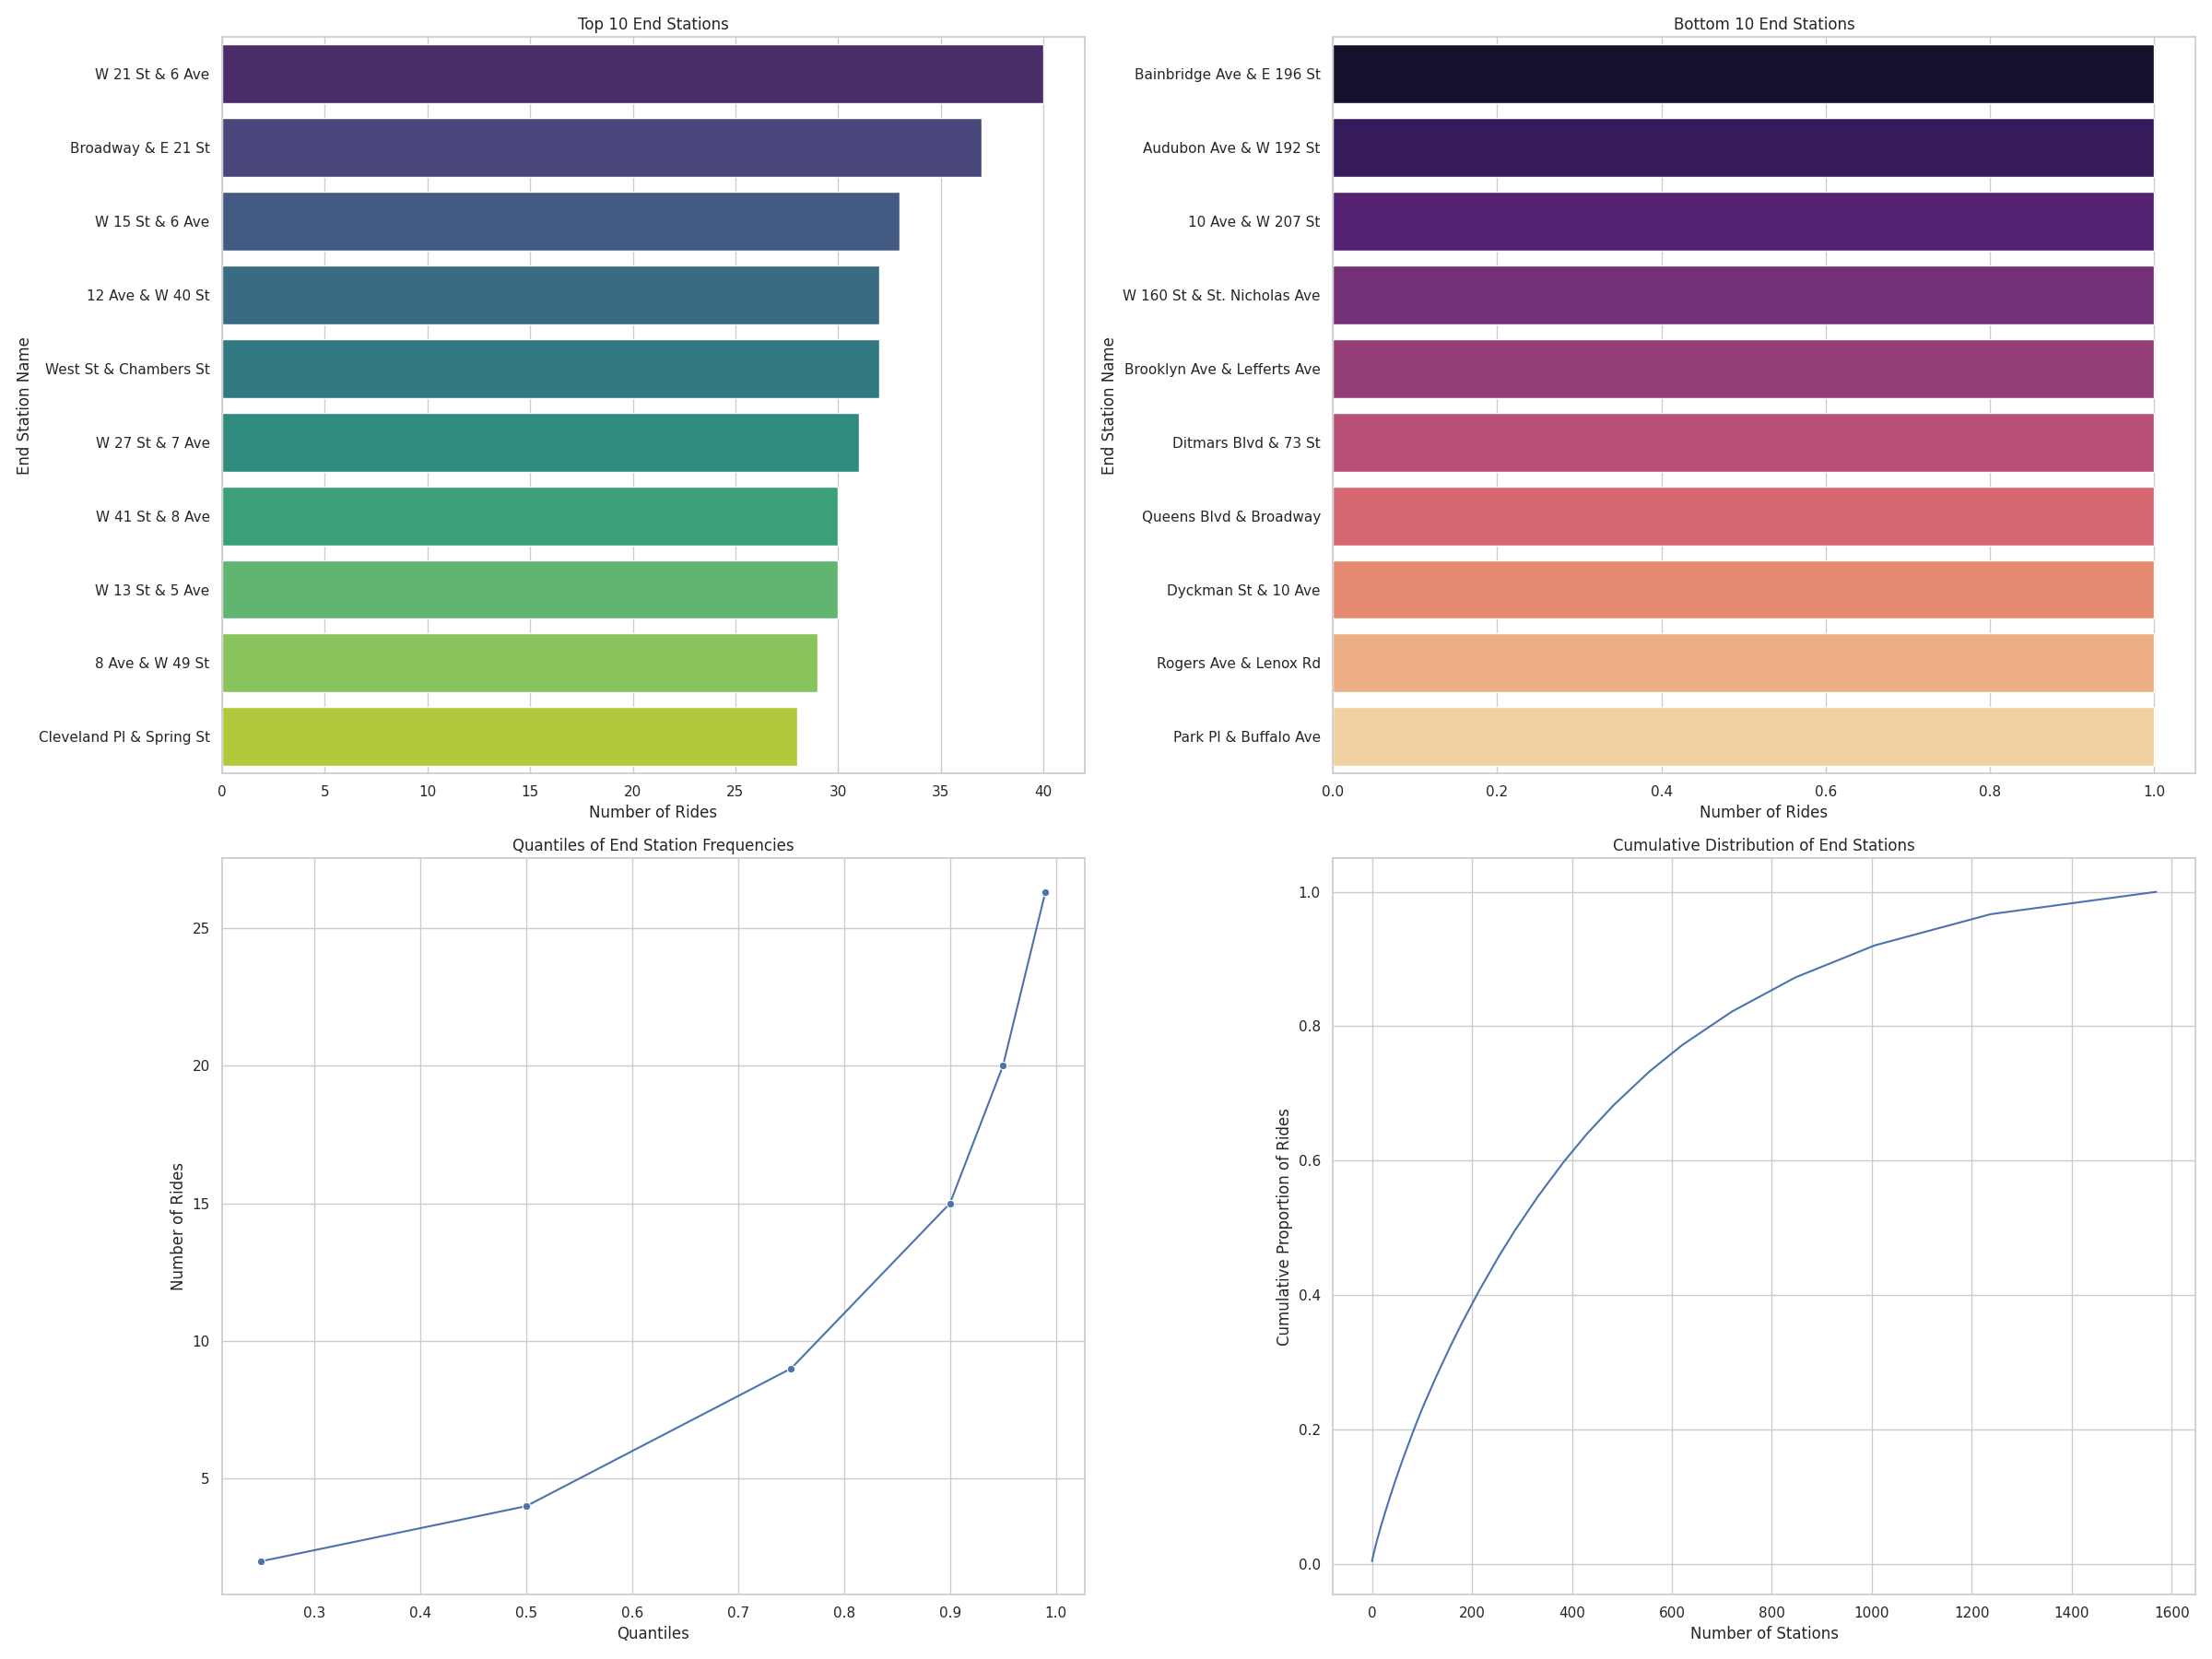 Top 10 End Stations
End Station Name
W 21 St & 6 Ave
Broadway & E 21 St
W 15 St & 6 Ave
12 Ave & W 40 St
West St & Chambers St
W 27 St & 7 Ave
W 41 St & 8 Ave
W 13 St & 5 Ave
8 Ave & W 49 St
Cleveland Pl & Spring St
0 5 10 15 20 25 30 35 40
Number of Rides
Bottom 10 End Stations
End Station Name
Bainbridge Ave & E 196 St
Audubon Ave & W 192 St
10 Ave & W 207 St
W 160 St & St. Nicholas Ave
Brooklyn Ave & Lefferts Ave
Ditmars Blvd & 73 St
Queens Blvd & Broadway
Dyckman St & 10 Ave
Rogers Ave & Lenox Rd
Park Pl & Buffalo Ave
0.0 0.2 0.4 0.6 0.8 1.0
Number of Rides
Quantiles of End Station Frequencies
Number of Rides
25
20
15
10
5
0.3 0.4 0.5 0.6 0.7 0.8 0.9 1.0
Quantiles
Cumulative Distribution of End Stations
Cumulative Proportion of Rides
1.0
0.8
0.6
0.4
0.2
0.0
0 200 400 600 800 1000 1200 1400 1600
Number of Stations